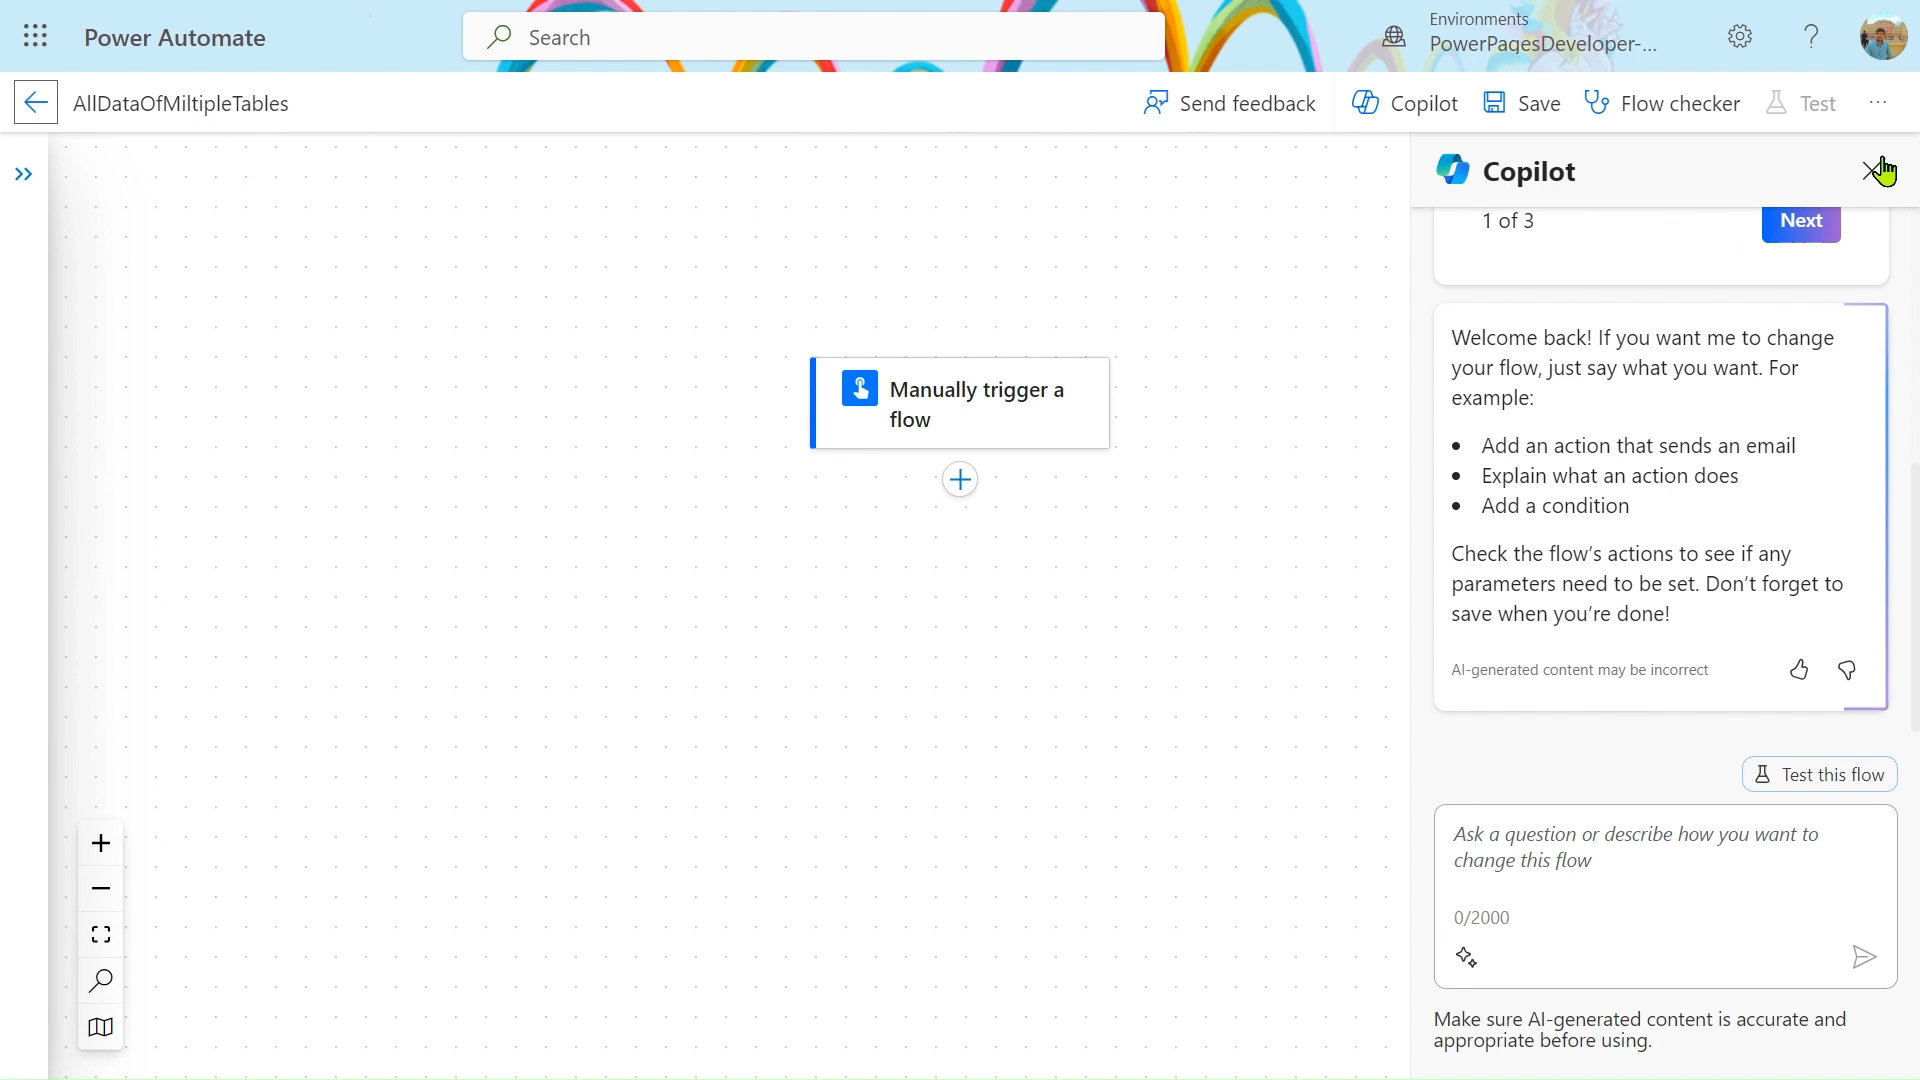 Power Automate
Search
Environments
PowerPagesDeveloper-...
AllDataOfMiltipleTables
Send feedback
Copilot
Save
Flow checker
Test
Copilot
1 of 3
Next
Manually trigger a
flow
Welcome back! If you want me to change
your flow, just say what you want. For
example:
• Add an action that sends an email
• Explain what an action does
• Add a condition
Check the flow's actions to see if any
parameters need to be set. Don't forget to
save when you're done!
AI-generated content may be incorrect
Test this flow
Ask a question or describe how you want to
change this flow
0/2000
Make sure AI-generated content is accurate and
appropriate before using.